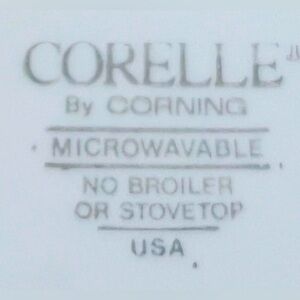 CORELLE
By CORNING
MICROWAVABLE
NO BROILER
OR STOVETOP
USA